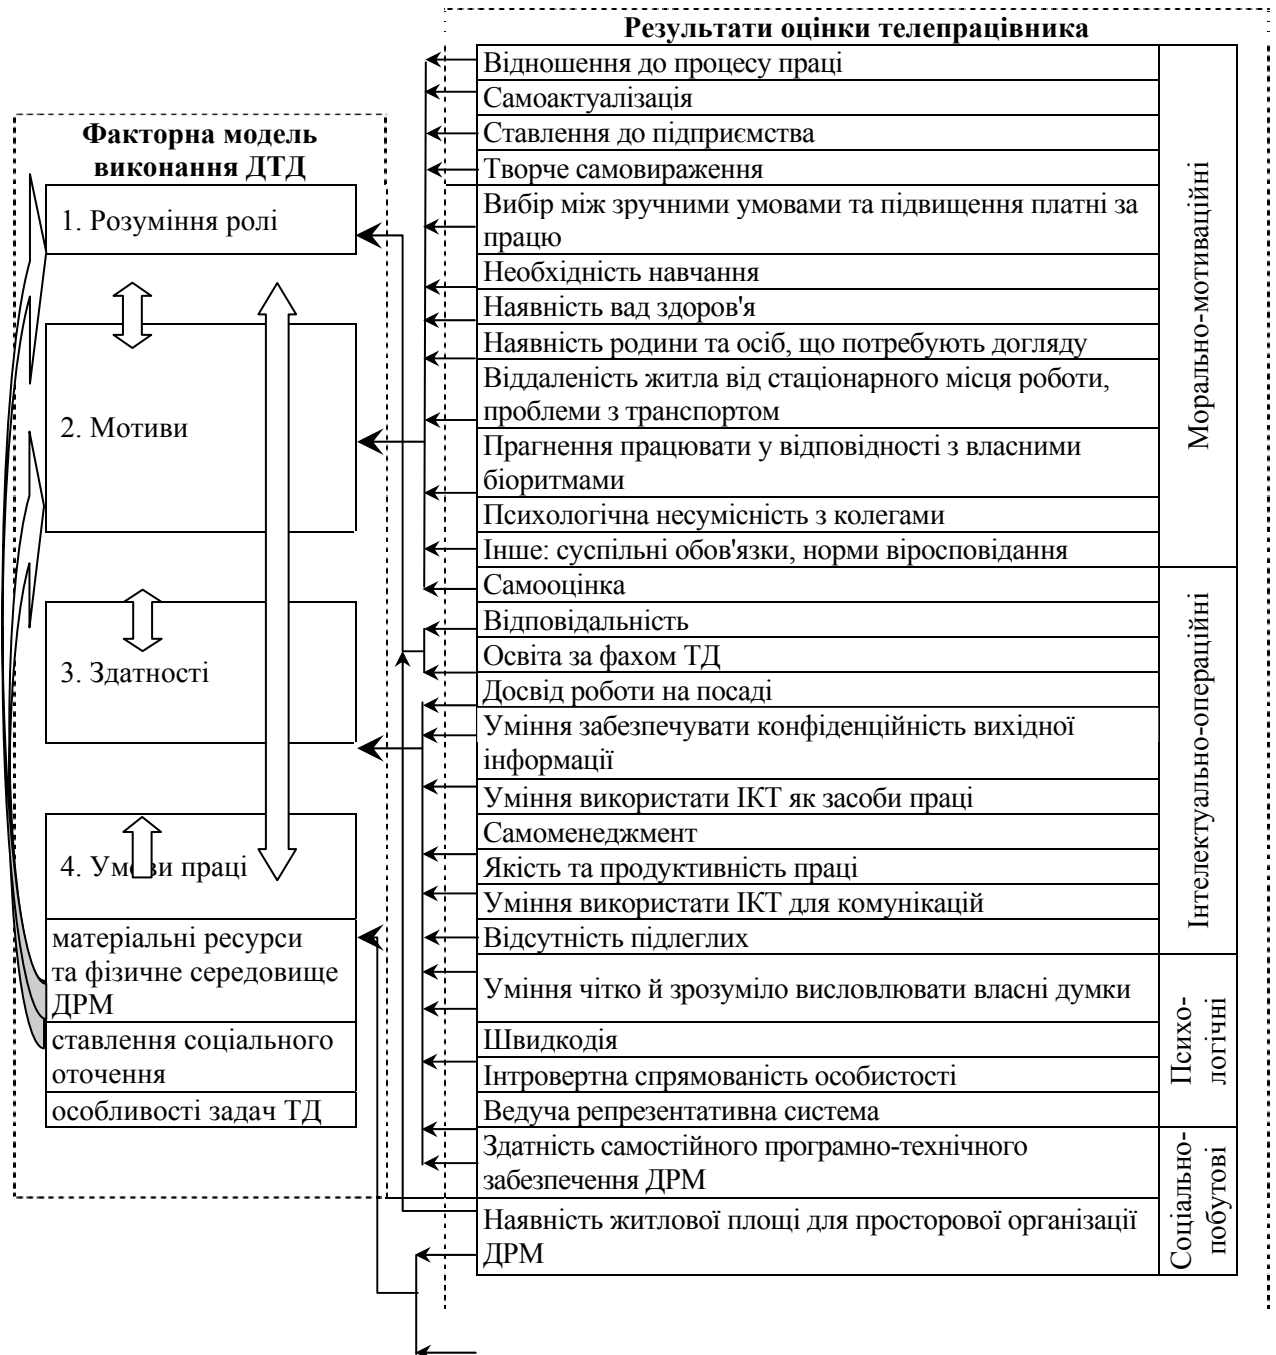 Результати оцінки телепрацівника
Відношення до процесу праці
Самоактуалізація
Ставлення до підприємства
Творче самовираження
Вибір між зручними умовами та підвищення платні за
працю
Необхідність навчання
Наявність вад здоров'я
Наявність родини та осіб, що потребують догляду
Віддаленість житла від стаціонарного місця роботи,
проблеми з транспортом
Прагнення працювати у відповідності з власними
біоритмами
Психологічна несумісність з колегами
Інше: суспільні обов'язки, норми віросповідання
Самооцінка
Відповідальність
Освіта за фахом ТД
Досвід роботи на посаді
Уміння забезпечувати конфіденційність вихідної
інформації
Уміння використати ІКТ як засоби праці
Самоменеджмент
Якість та продуктивність праці
Уміння використати ІКТ для комунікацій
Відсутність підлеглих
Уміння чітко й зрозуміло висловлювати власні думки
Швидкодія
Інтровертна спрямованість особистості
Ведуча репрезентативна система
Здатність самостійного програмно-технічного
забезпечення ДРМ
Наявність житлової площі для просторової організації
ДРМ
Морально-мотиваційні
Інтелектуально-операційні
Психо-
логічні
Соціально-
побутові
Факторна модель
виконання ДТД
1. Розуміння ролі
2. Мотиви
3. Здатності
4. Умови праці
матеріальні ресурси
та фізичне середовище
ДРМ
ставлення соціального
оточення
особливості задач ТД